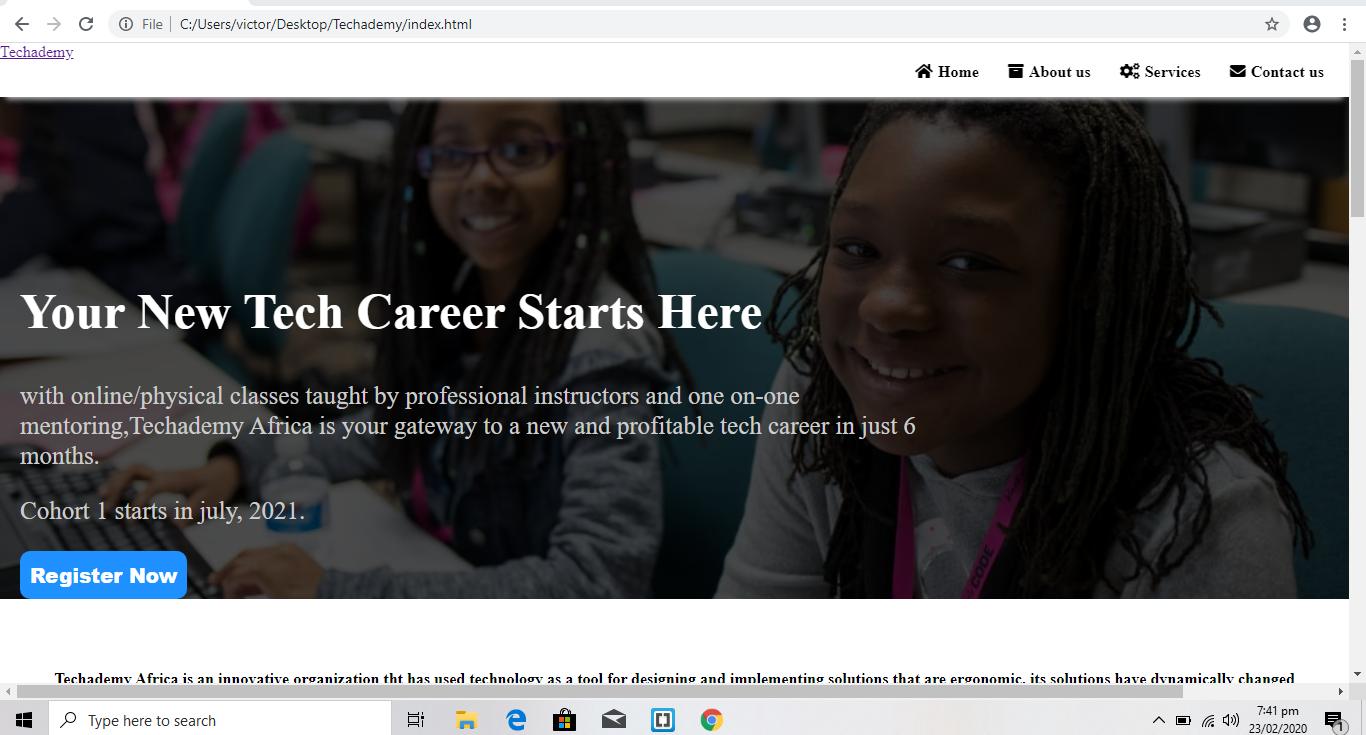 File | C:/Users/victor/Desktop/Techademy/index.html
Techademy
Home About us Services Contact us
Your New Tech Career Starts Here
with online/physical classes taught by professional instructors and one on-one
mentoring,Techademy Africa is your gateway to a new and profitable tech career in just 6
months.
CODE
Cohort 1 starts in july, 2021.
Register Now
Techademy Africa is an innovative organization tht has used technology as a tool for designing and implementing solutions that are ergonomic. its solutions have dynamically changed
Type here to search
7:41 pm
23/02/2020
1